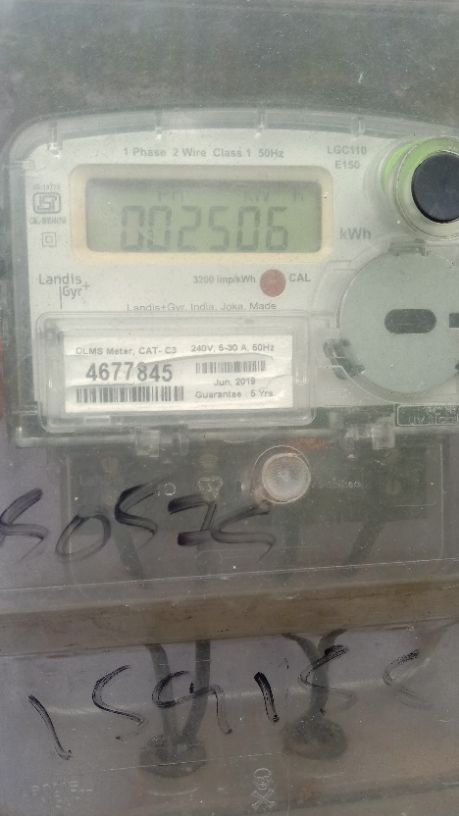 1 Phase 2 Wire Class 1 50Hz
LGC110
E150
002506
kWh
Landis
Gyr+
3200 imp/kWh
CAL
Landis+Gyr, India, Joka, Made
DLMS Meter, CAT- C3
240V, 5-30 A, 50Hz
4677845
Jun, 2019
Guarantee : 5 Yrs